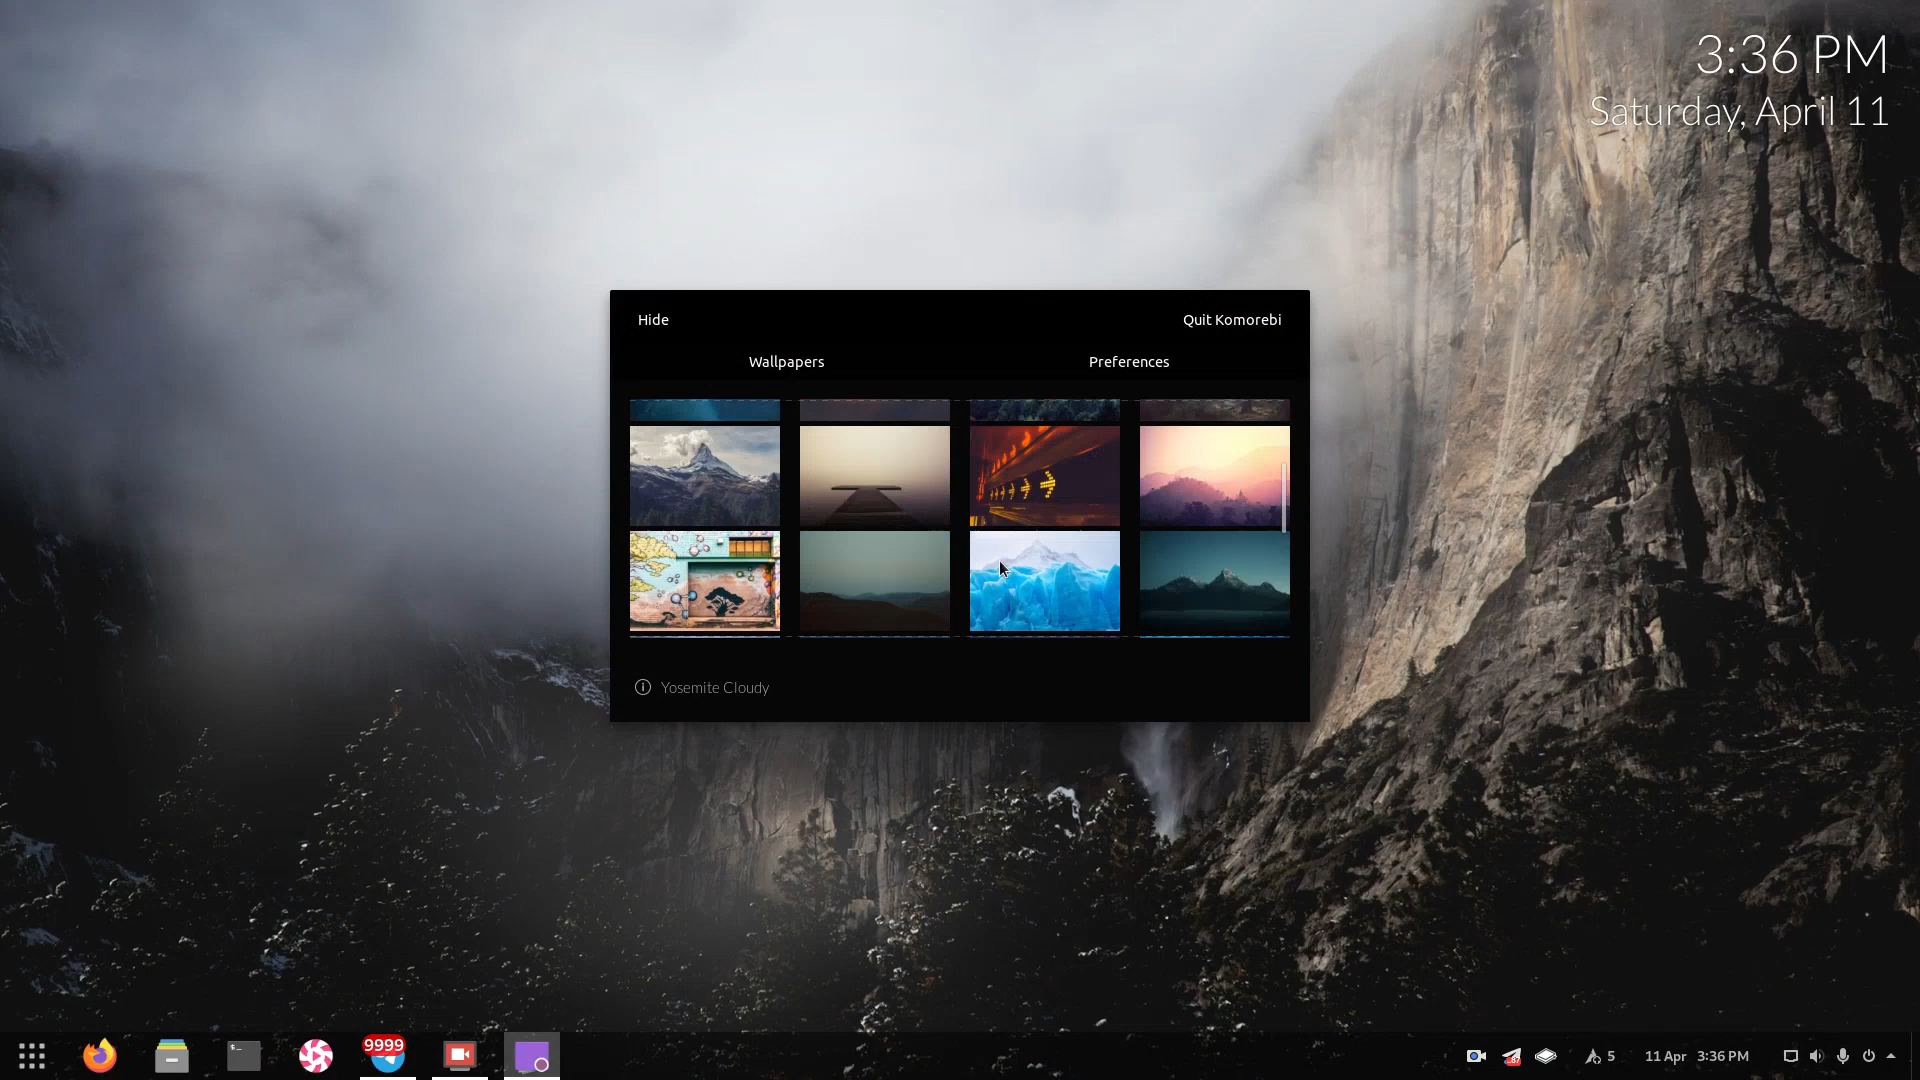 3:36 PM
Saturday, April 11
Hide
Quit Komorebi
Wallpapers
Preferences
Yosemite Cloudy
$_
9999
5
11 Apr
3:36 PM